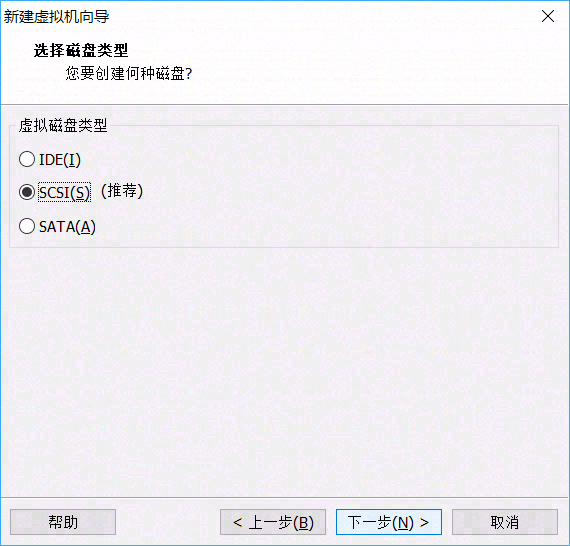 新建虚拟机向导
选择磁盘类型
您要创建何种磁盘?
虚拟磁盘类型
IDE(I)
SCSI(S) (推荐)
SATA(A)
帮助 < 上一步(B) 下一步(N) > 取消